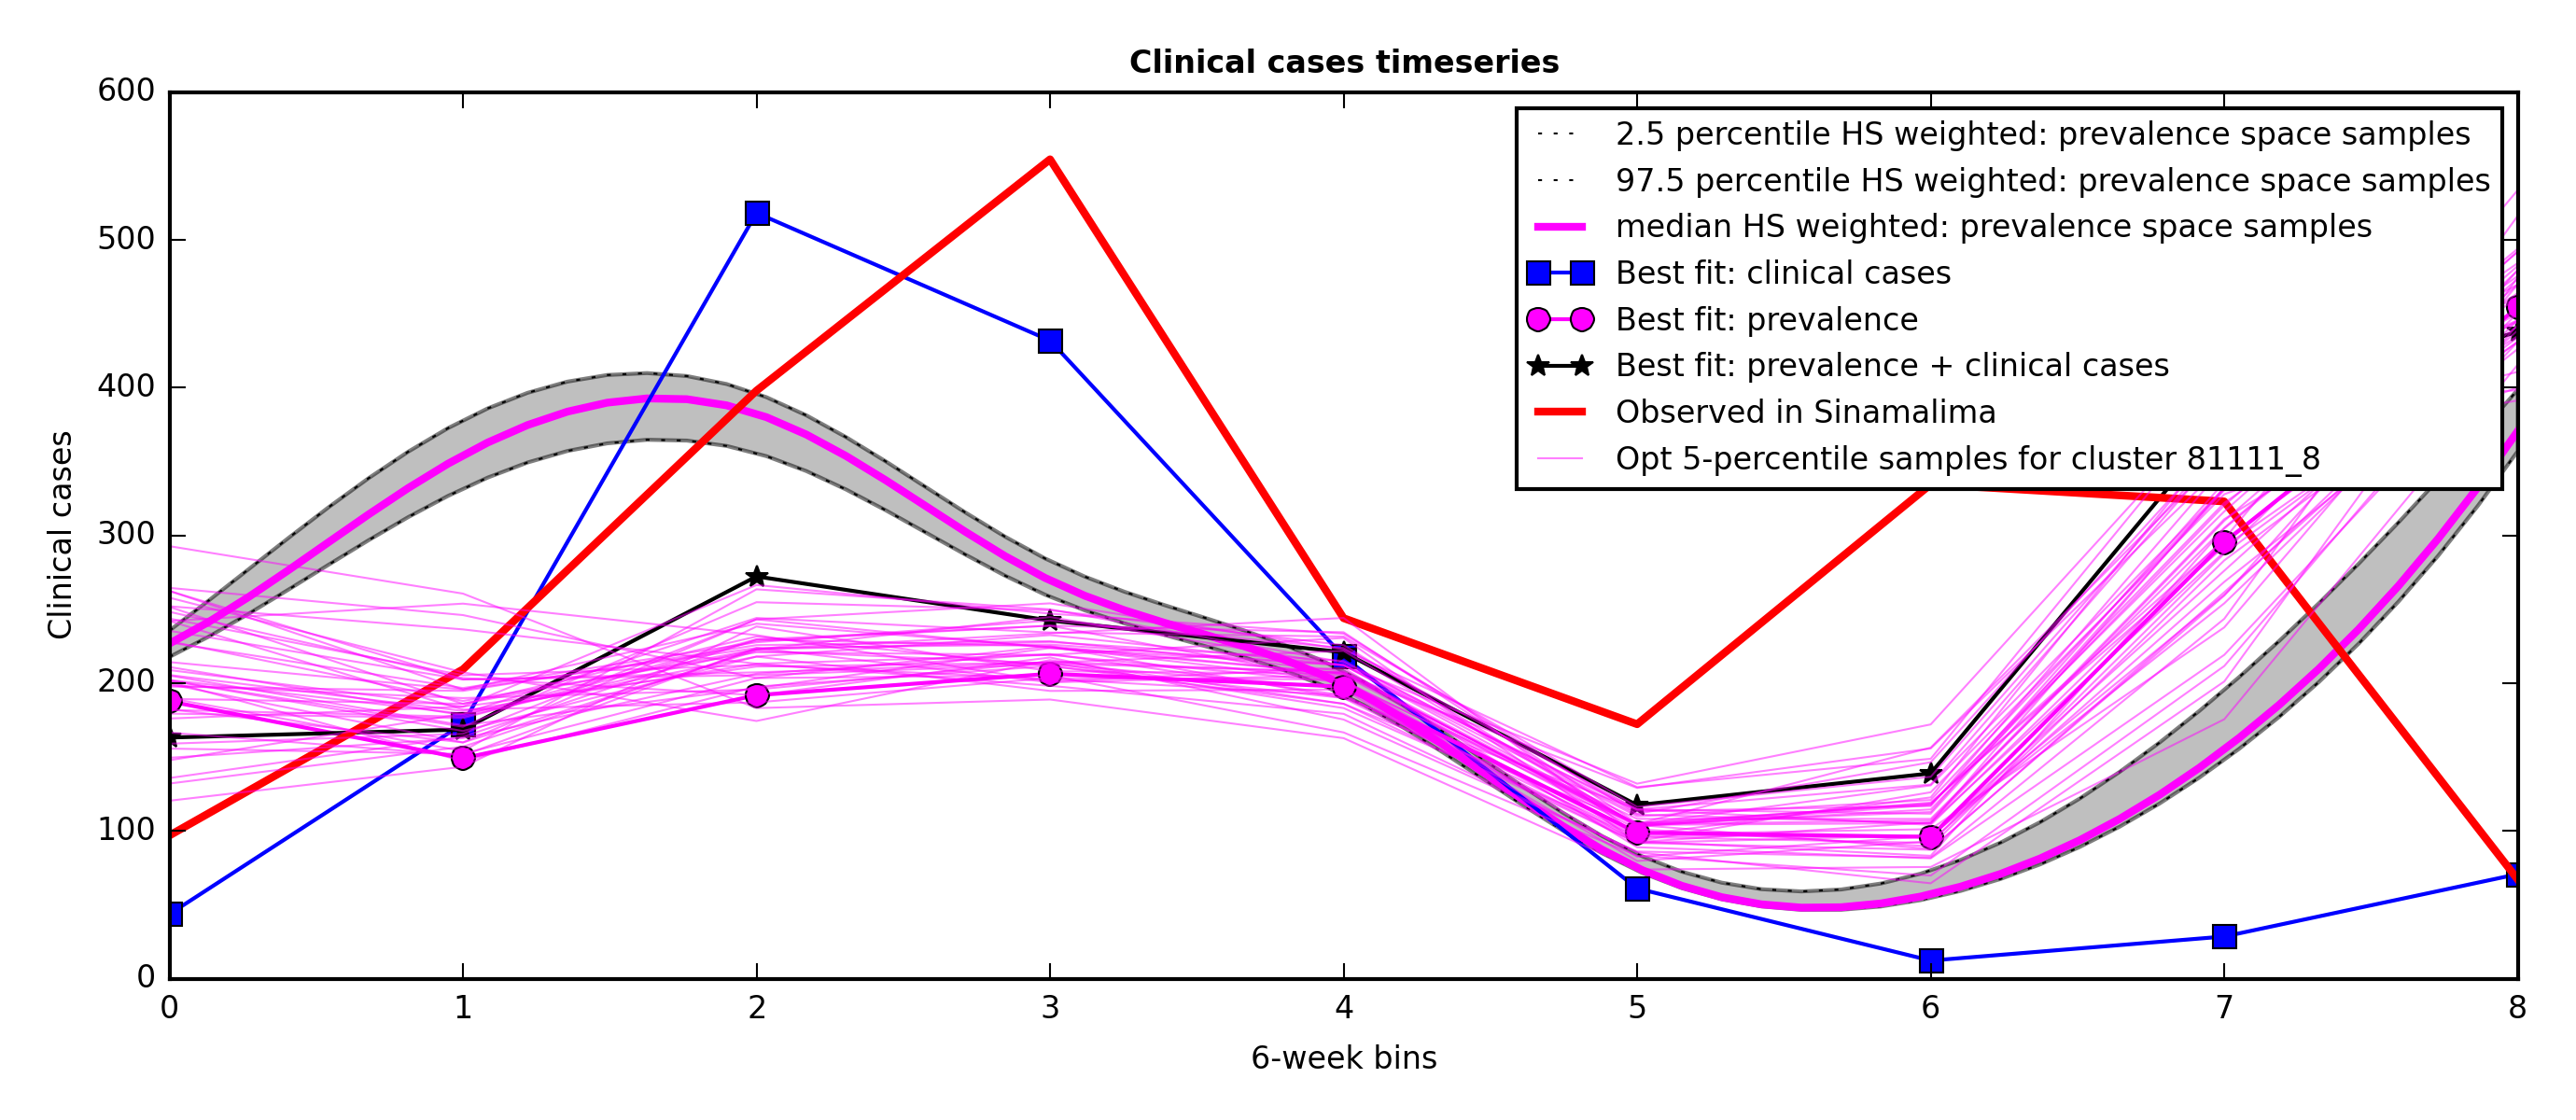 Clinical cases timeseries
600
500
400
300
200
100
0
Clinical cases
0 1 2 3 4 5 6 7 8
6-week bins
2.5 percentile HS weighted: prevalence space samples
97.5 percentile HS weighted: prevalence space samples
median HS weighted: prevalence space samples
Best fit: clinical cases
Best fit: prevalence
Best fit: prevalence + clinical cases
Observed in Sinamalima
Opt 5-percentile samples for cluster 81111_8